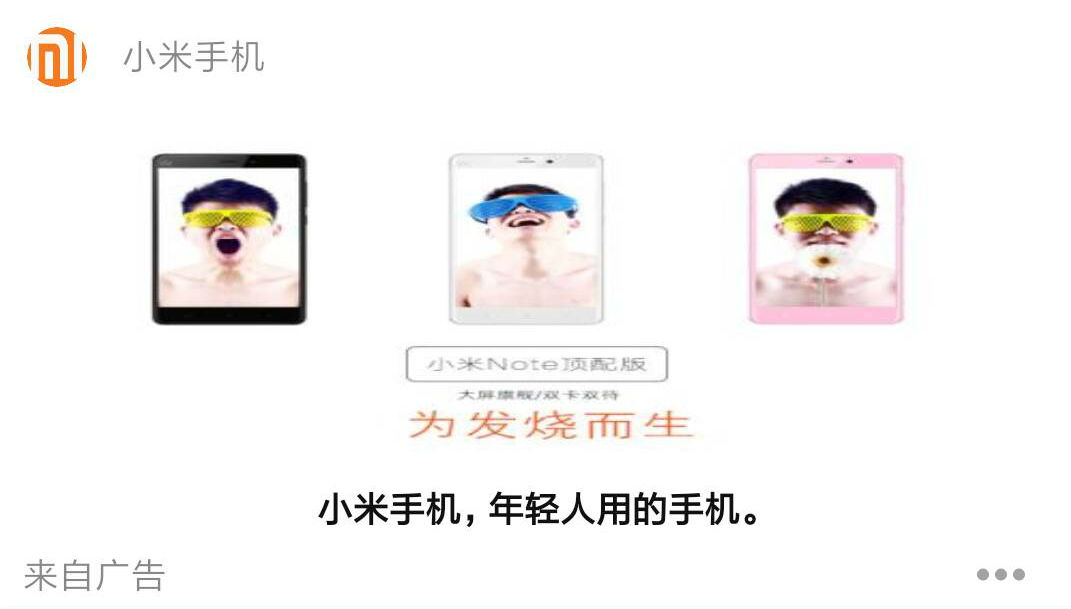 小米手机
小米Note顶配版
大屏旗舰/双卡双待
为发烧而生
小米手机，年轻人用的手机。
来自广告